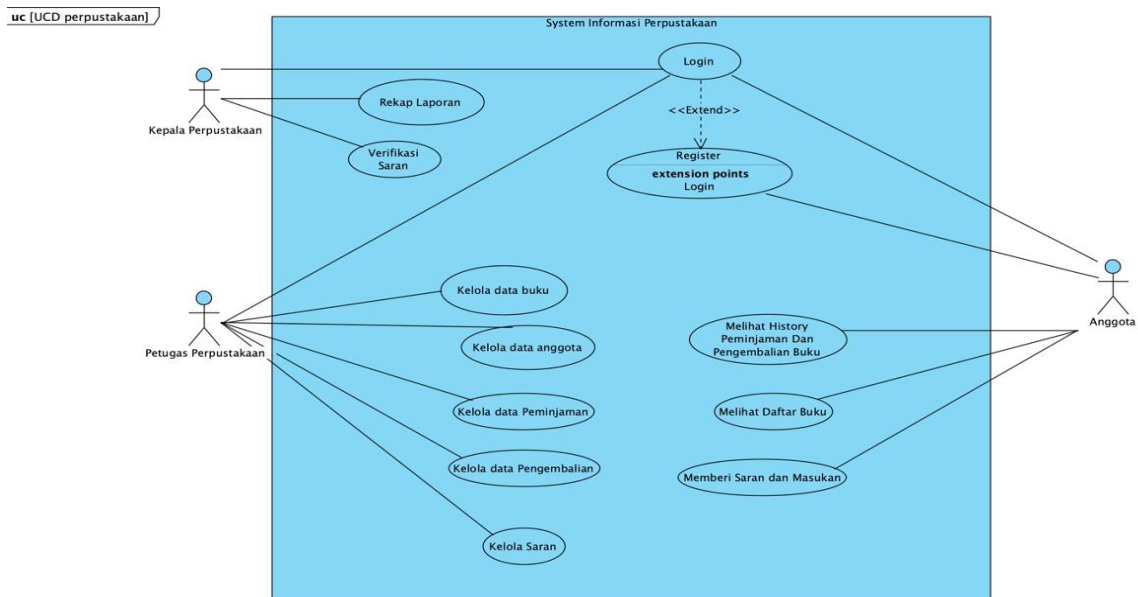 uc [UCD perpustakaan]
System Informasi Perpustakaan
Login
<<Extend>>
Register
extension points
Login
Kepala Perpustakaan
Rekap Laporan
Verifikasi
Saran
Petugas Perpustakaan
Kelola data buku
Kelola data anggota
Kelola data Peminjaman
Kelola data Pengembalian
Kelola Saran
Melihat History
Peminjaman Dan
Pengembalian Buku
Melihat Daftar Buku
Memberi Saran dan Masukan
Anggota